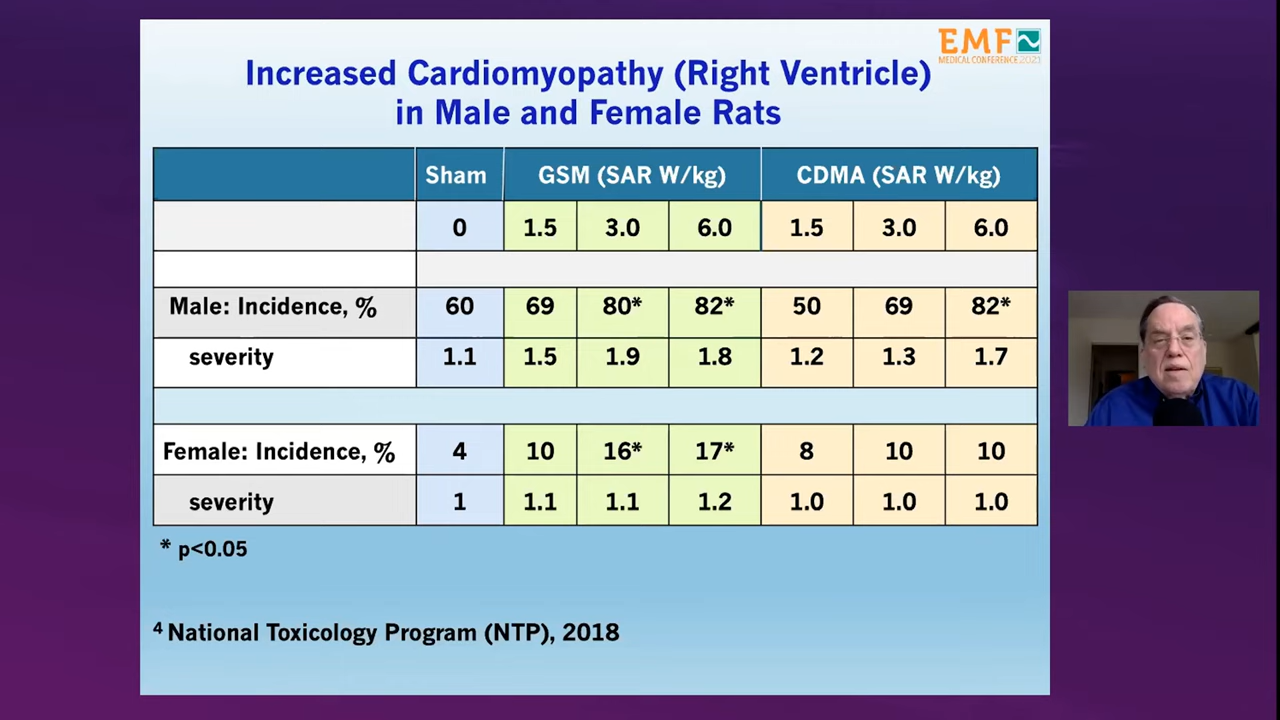 EMF
MEDICAL CONFERENCE 2021
Increased Cardiomyopathy (Right Ventricle)
in Male and Female Rats
Sham GSM (SAR W/kg) CDMA (SAR W/kg)
0 1.5 3.0 6.0 1.5 3.0 6.0
Male: Incidence, % 60 69 80* 82* 50 69 82*
severity 1.1 1.5 1.9 1.8 1.2 1.3 1.7
Female: Incidence, % 4 10 16* 17* 8 10 10
severity 1 1.1 1.1 1.2 1.0 1.0 1.0
* p<0.05
4 National Toxicology Program (NTP), 2018